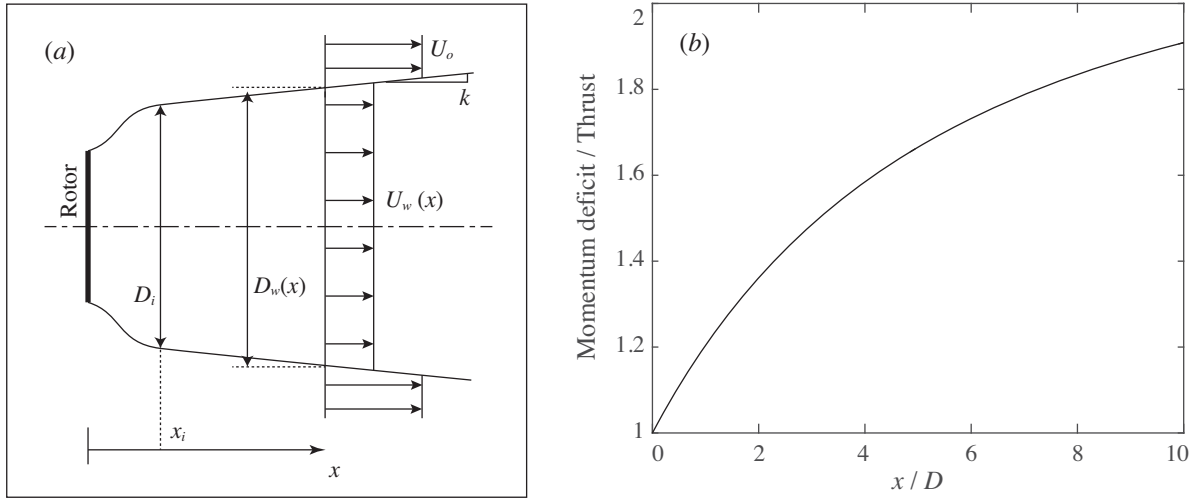 (a)
U_o
k
Rotor
U_w (x)
D_i
D_w(x)
x_i
x
(b)
Momentum deficit / Thrust
2
1.8
1.6
1.4
1.2
1
0 2 4 6 8 10
x / D